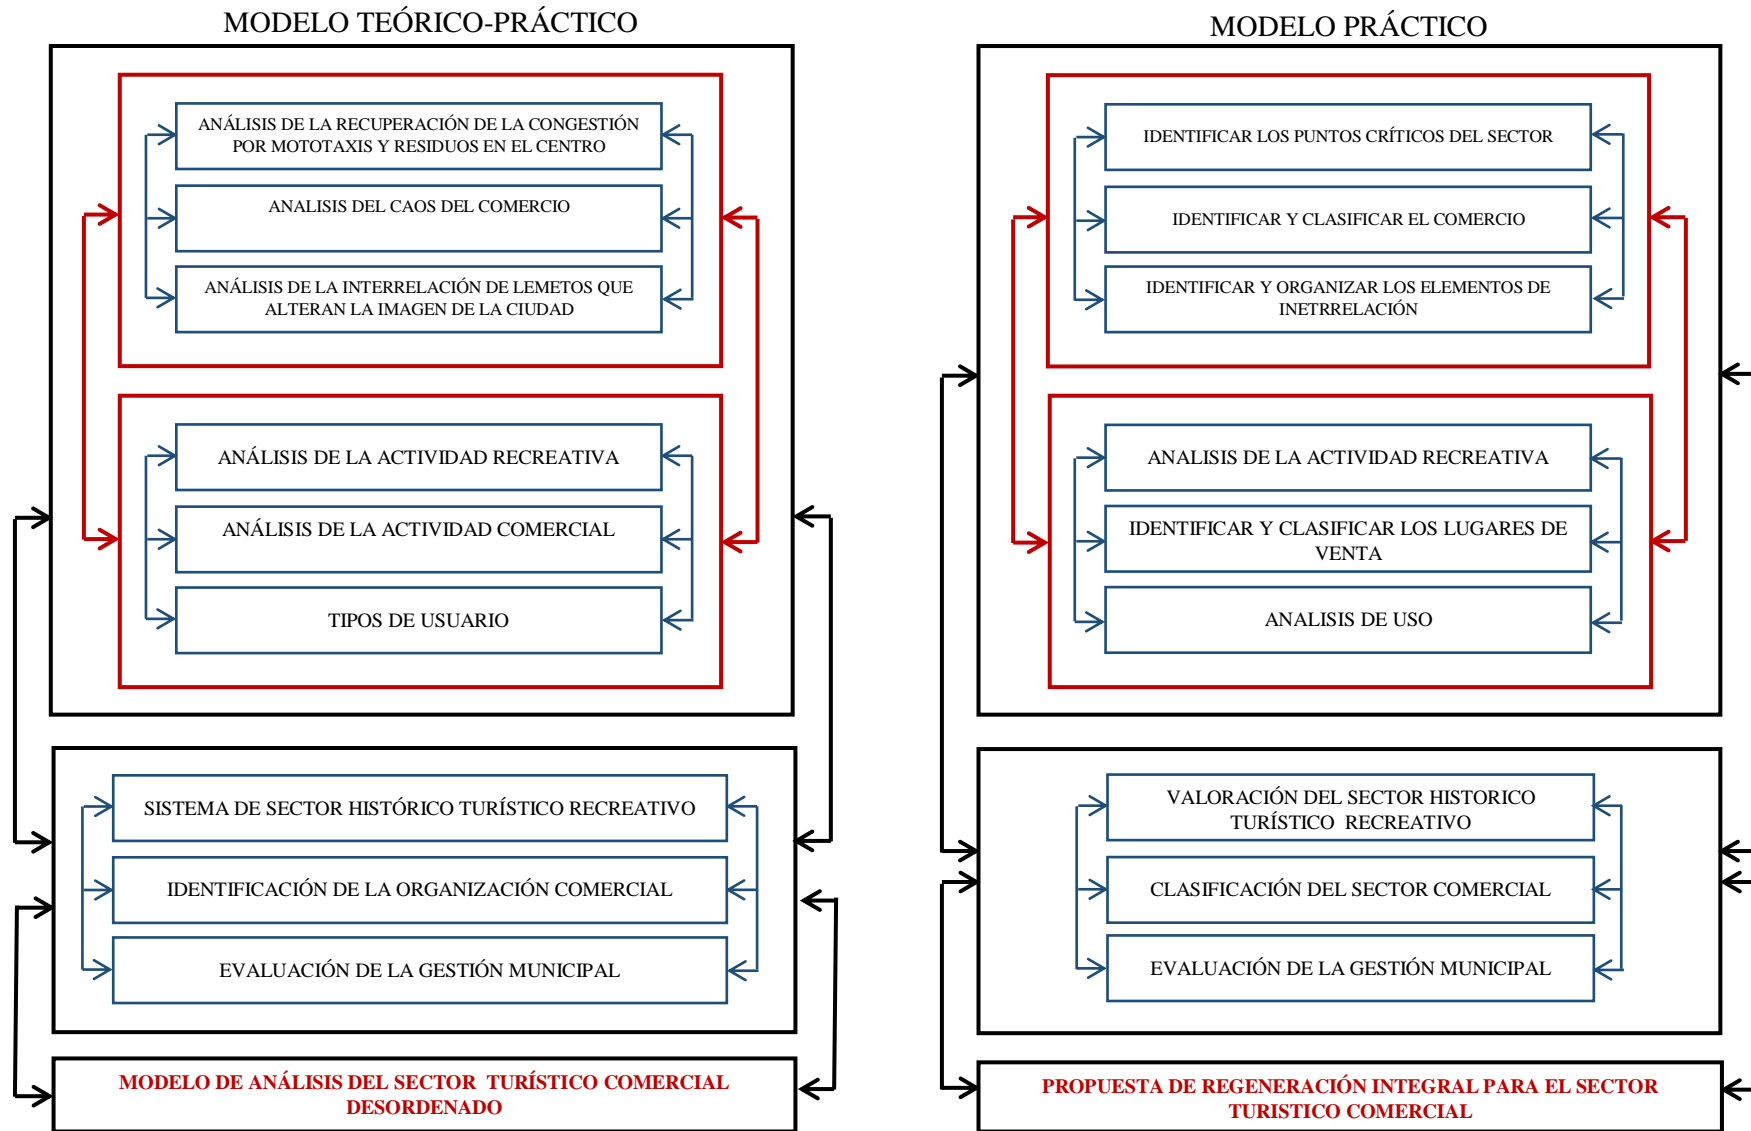 MODELO TEÓRICO-PRÁCTICO
ANÁLISIS DE LA RECUPERACIÓN DE LA CONGESTIÓN
POR MOTOTAXIS Y RESIDUOS EN EL CENTRO
ANALISIS DEL CAOS DEL COMERCIO
ANÁLISIS DE LA INTERRELACIÓN DE LEMETOS QUE
ALTERAN LA IMAGEN DE LA CIUDAD
ANÁLISIS DE LA ACTIVIDAD RECREATIVA
ANÁLISIS DE LA ACTIVIDAD COMERCIAL
TIPOS DE USUARIO
SISTEMA DE SECTOR HISTÓRICO TURÍSTICO RECREATIVO
IDENTIFICACIÓN DE LA ORGANIZACIÓN COMERCIAL
EVALUACIÓN DE LA GESTIÓN MUNICIPAL
MODELO DE ANÁLISIS DEL SECTOR TURÍSTICO COMERCIAL
DESORDENADO
MODELO PRÁCTICO
IDENTIFICAR LOS PUNTOS CRÍTICOS DEL SECTOR
IDENTIFICAR Y CLASIFICAR EL COMERCIO
IDENTIFICAR Y ORGANIZAR LOS ELEMENTOS DE
INETRRELACIÓN
ANALISIS DE LA ACTIVIDAD RECREATIVA
IDENTIFICAR Y CLASIFICAR LOS LUGARES DE
VENTA
ANALISIS DE USO
VALORACIÓN DEL SECTOR HISTORICO
TURÍSTICO RECREATIVO
CLASIFICACIÓN DEL SECTOR COMERCIAL
EVALUACIÓN DE LA GESTIÓN MUNICIPAL
PROPUESTA DE REGENERACIÓN INTEGRAL PARA EL SECTOR
TURISTICO COMERCIAL